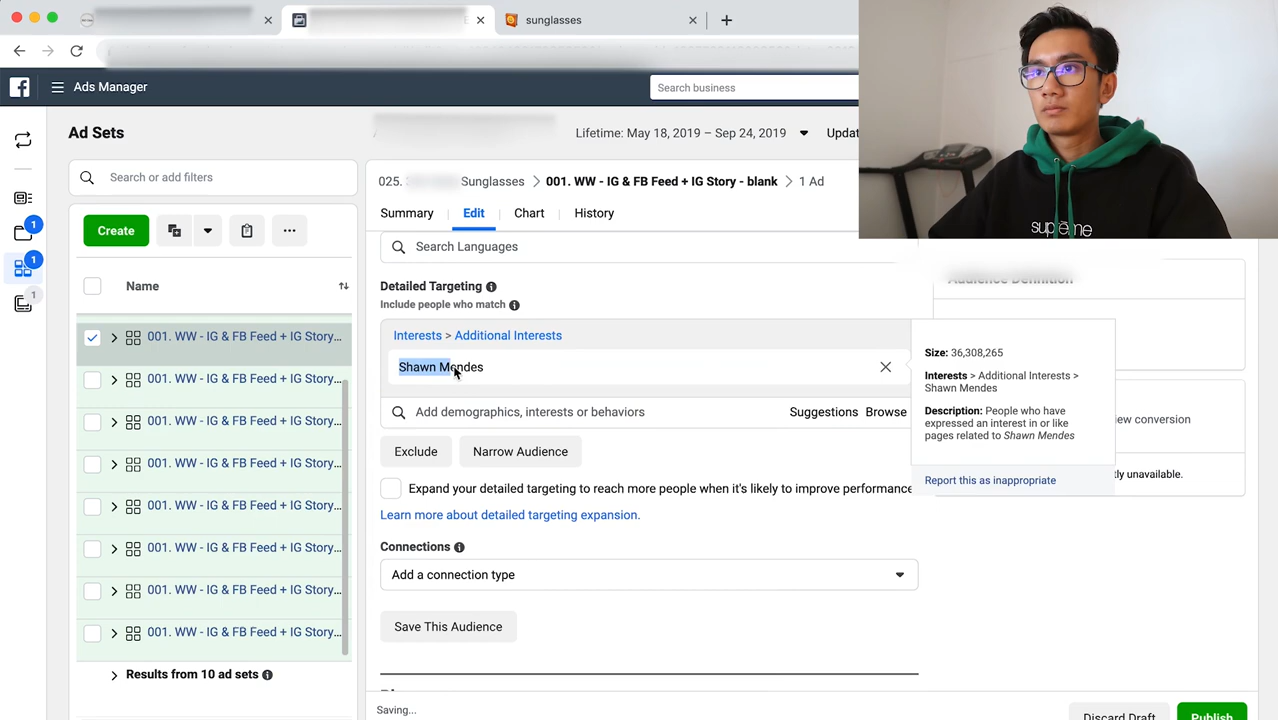 sunglasses
Ads Manager
Search business
Ad Sets
Lifetime: May 18, 2019 – Sep 24, 2019
Search or add filters
025.
Sunglasses
001. WW - IG & FB Feed + IG Story - blank
1 Ad
Summary
Edit
Chart
History
Create
Search Languages
Name
Detailed Targeting
Include people who match
Audience Definition
Interests > Additional Interests
Shawn Mendes
Size: 36,308,265
Interests > Additional Interests >
Shawn Mendes
Description: People who have
expressed an interest in or like
pages related to Shawn Mendes
Report this as inappropriate
001. WW - IG & FB Feed + IG Story...
001. WW - IG & FB Feed + IG Story...
001. WW - IG & FB Feed + IG Story...
001. WW - IG & FB Feed + IG Story...
001. WW - IG & FB Feed + IG Story...
001. WW - IG & FB Feed + IG Story...
001. WW - IG & FB Feed + IG Story...
001. WW - IG & FB Feed + IG Story...
Results from 10 ad sets
Add demographics, interests or behaviors
Suggestions
Browse
Exclude
Narrow Audience
Expand your detailed targeting to reach more people when it's likely to improve performance
Learn more about detailed targeting expansion.
conversion
unavailable.
Connections
Add a connection type
Save This Audience
Saving...
Discard Draft
Publish
1
1
1
supreme